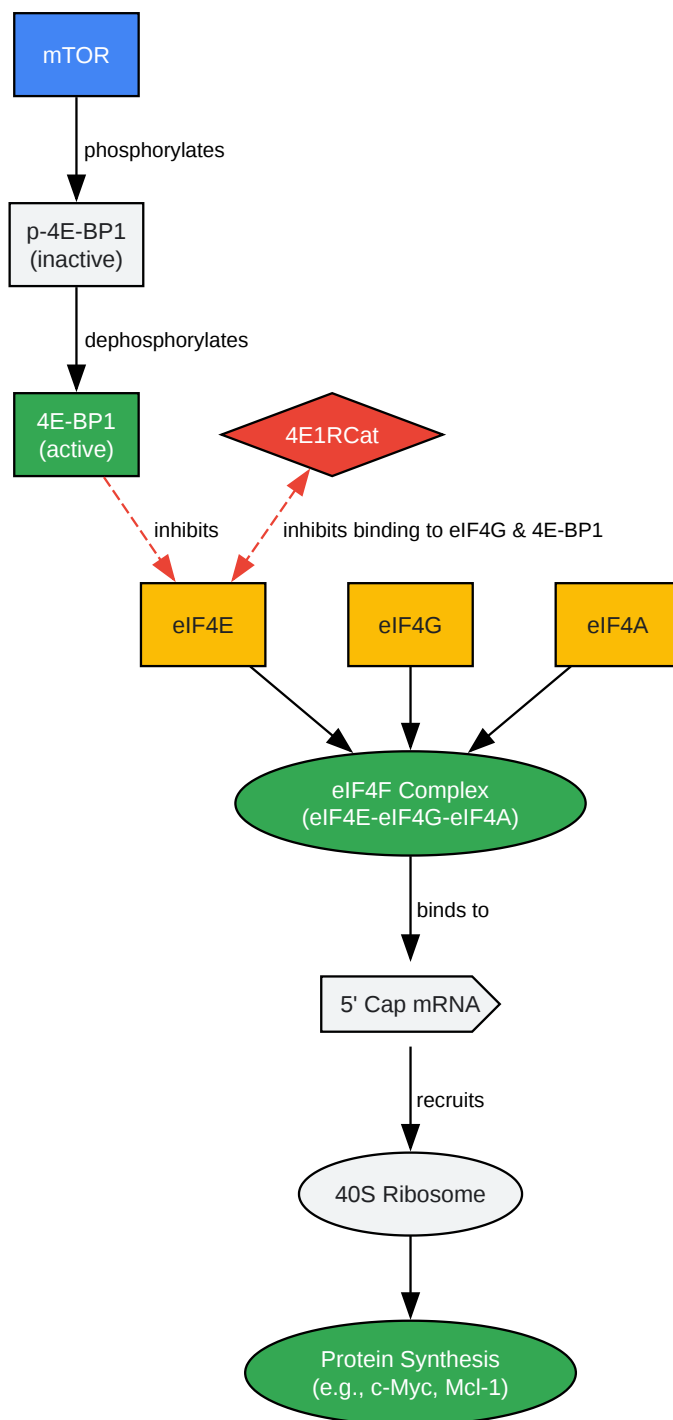 mTOR
phosphorylates
p-4E-BP1
(inactive)
dephosphorylates
4E-BP1
(active)
4E1RCat
inhibits
inhibits binding to eIF4G & 4E-BP1
eIF4E
eIF4G
eIF4A
eIF4F Complex
(eIF4E-eIF4G-eIF4A)
binds to
5' Cap mRNA
recruits
40S Ribosome
Protein Synthesis
(e.g., c-Myc, Mcl-1)